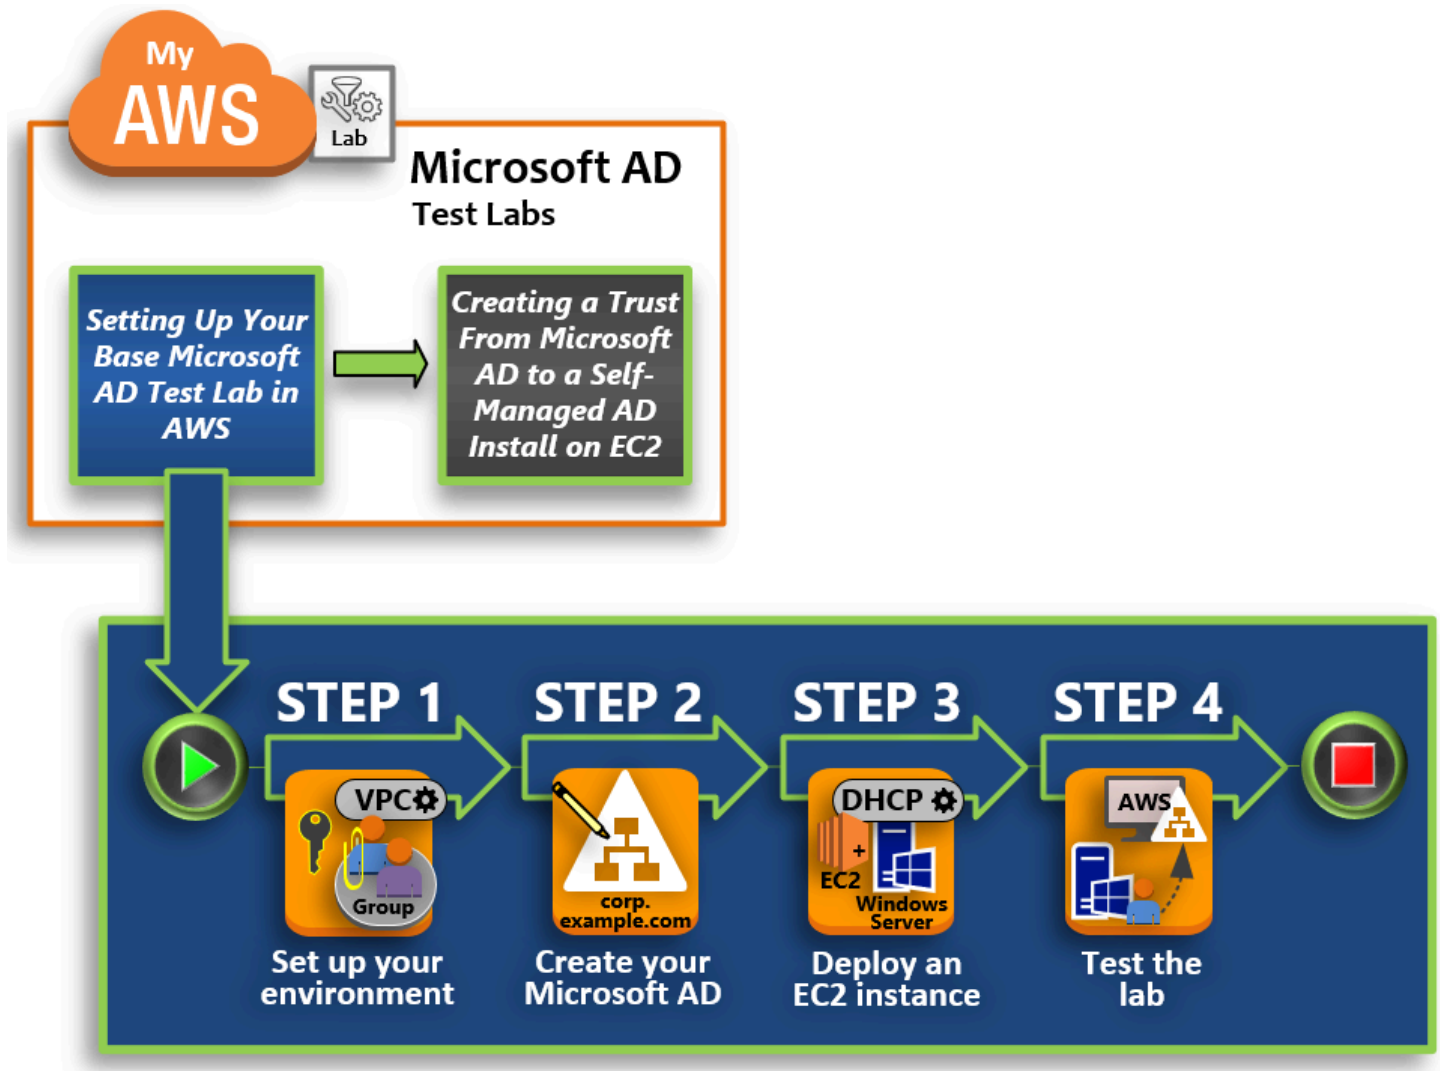 My
AWS
Lab
Microsoft AD
Test Labs
Setting Up Your
Base Microsoft
AD Test Lab in
AWS
Creating a Trust
From Microsoft
AD to a Self-
Managed AD
Install on EC2
STEP 1
VPC
Group
Set up your
environment
STEP 2
corp.
example.com
Create your
Microsoft AD
STEP 3
DHCP
+
EC2
Windows
Server
Deploy an
EC2 instance
STEP 4
AWS
Test the
lab